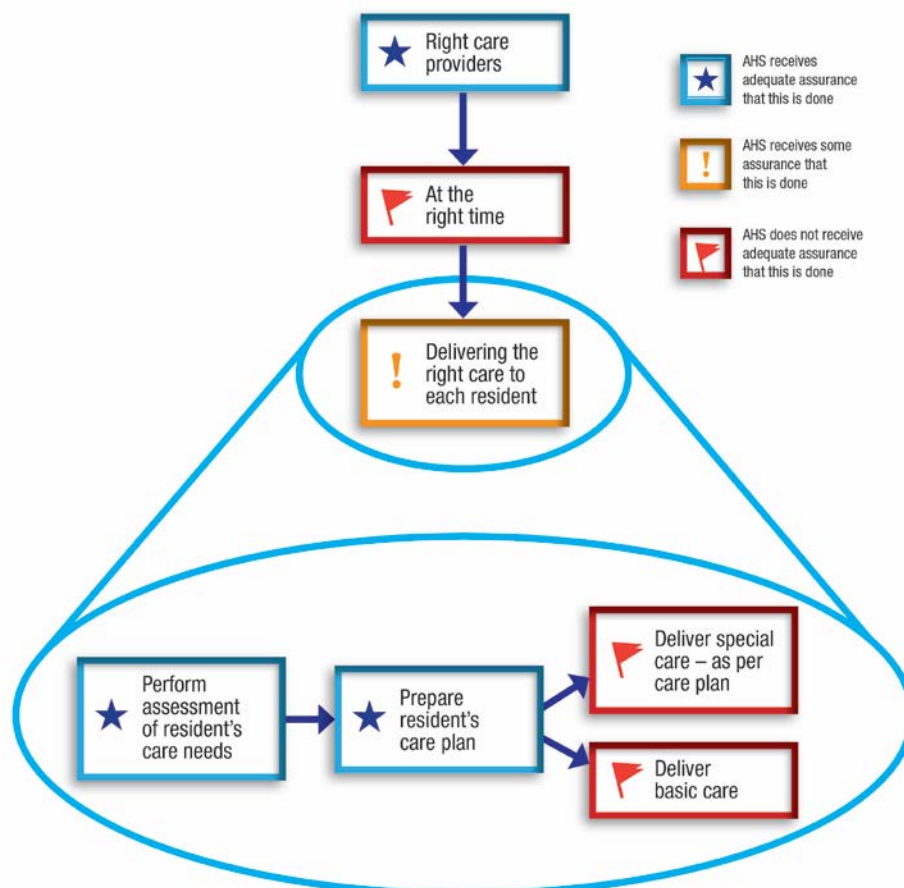 Right care
providers
AHS receives
adequate assurance
that this is done
At the
right time
AHS receives some
assurance that
this is done
AHS does not receive
adequate assurance
that this is done
Delivering the
right care to
each resident
Perform
assessment
of resident's
care needs
Prepare
resident's
care plan
Deliver special
care – as per
care plan
Deliver
basic care